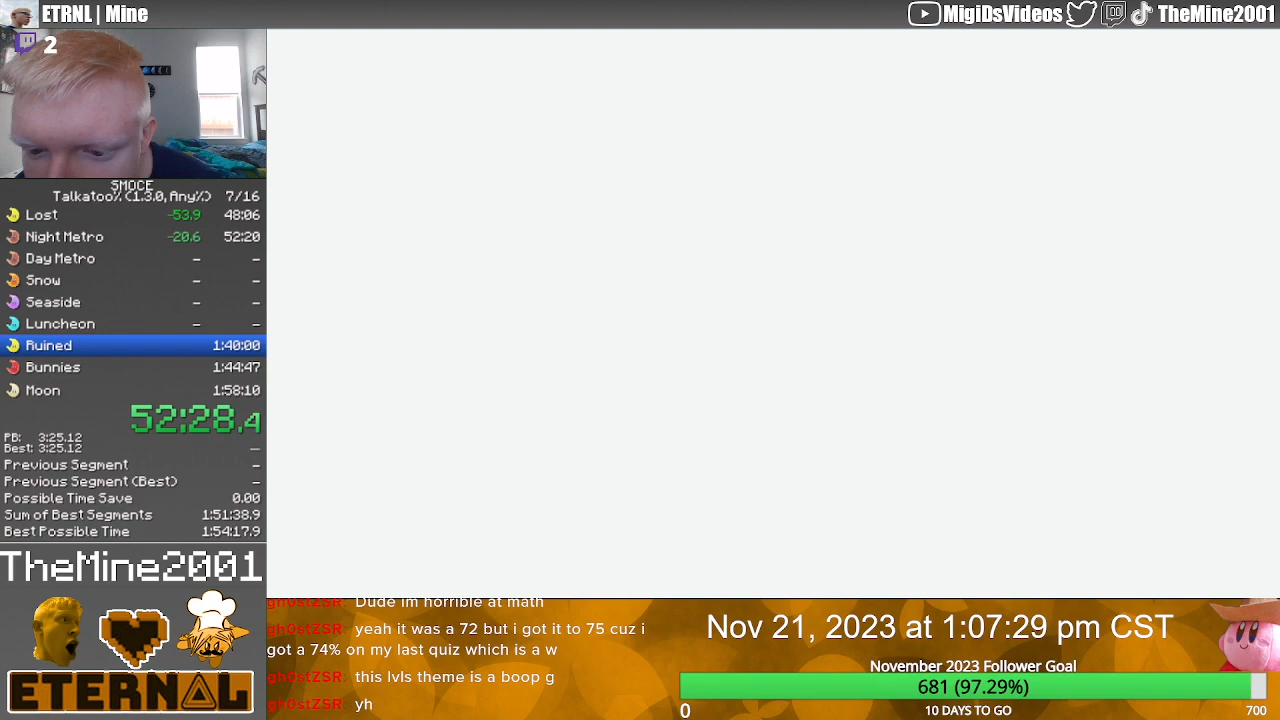 ETRNL | Mine
MigiDsVideos
TheMine2001
2
SMOCE
Talkatoo% (1.3.0, Any%) 7/16
Lost -53.9 48:06
Night Metro -20.6 52:20
Day Metro – –
Snow – –
Seaside – –
Luncheon – –
Ruined 1:40:00
Bunnies 1:44:47
Moon 1:58:10
52:28.4
PB: 3:25.12
Best: 3:25.12 —
Previous Segment –
Previous Segment (Best) –
Possible Time Save 0.00
Sum of Best Segments 1:51:38.9
Best Possible Time 1:54:17.9
TheMine2001
ETERNAL
gh0stZSR: Dude im horrible at math
gh0stZSR: yeah it was a 72 but i got it to 75 cuz i
got a 74% on my last quiz which is a w
gh0stZSR: this lvls theme is a boop g
gh0stZSR: yh
Nov 21, 2023 at 1:07:29 pm CST
November 2023 Follower Goal
681 (97.29%)
0
10 DAYS TO GO
700